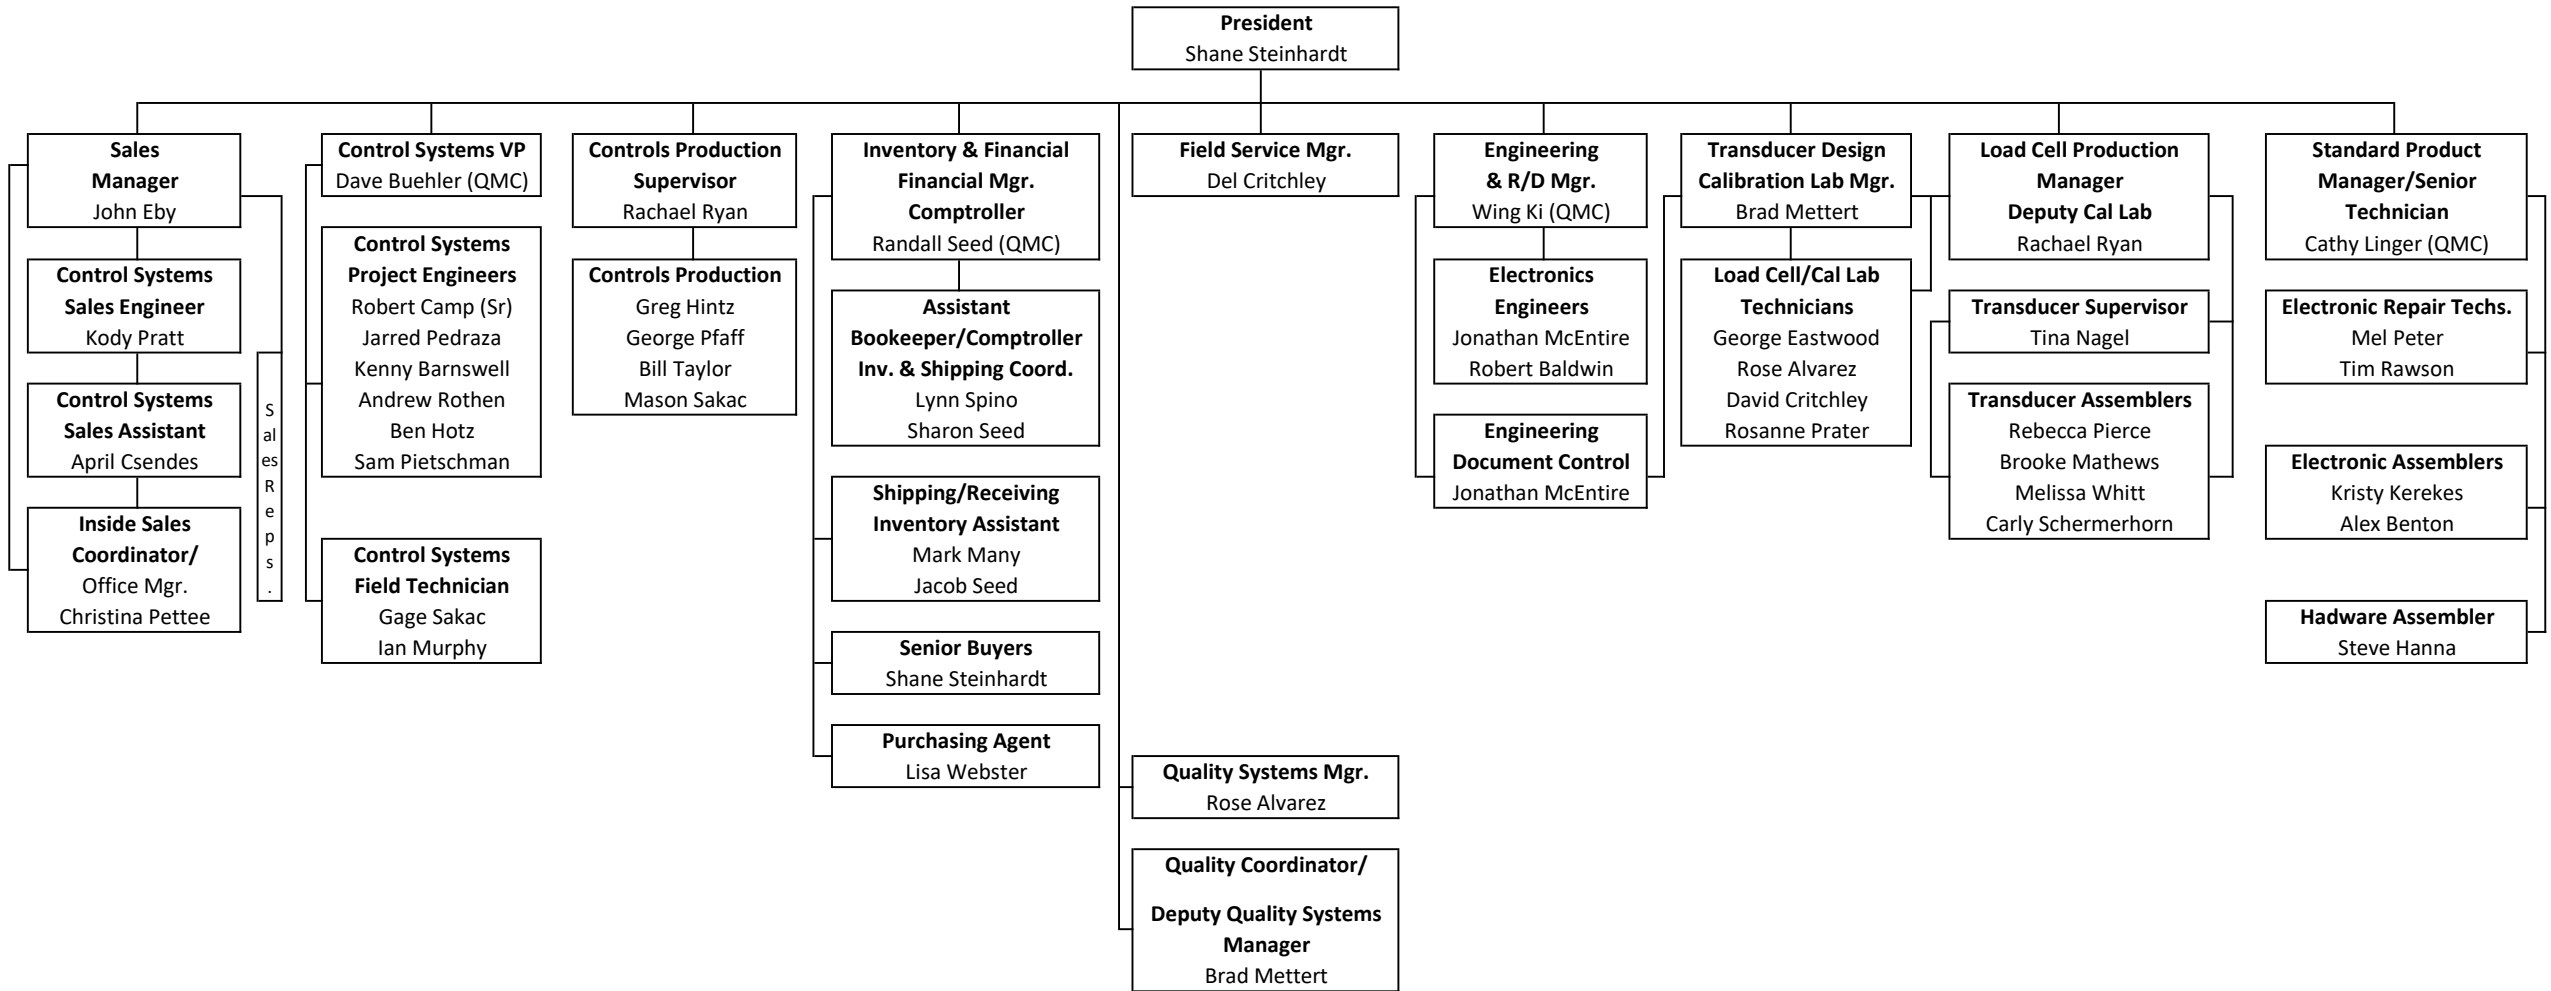 President
Shane Steinhardt
Sales
Manager
John Eby
Control Systems
Sales Engineer
Kody Pratt
Control Systems
Sales Assistant
April Csendes
Inside Sales
Coordinator/
Office Mgr.
Christina Pettee
S
al
es
R
e
p
s
.
Control Systems VP
Dave Buehler (QMC)
Control Systems
Project Engineers
Robert Camp (Sr)
Jarred Pedraza
Kenny Barnswell
Andrew Rothen
Ben Hotz
Sam Pietschman
Control Systems
Field Technician
Gage Sakac
Ian Murphy
Controls Production
Supervisor
Rachael Ryan
Controls Production
Greg Hintz
George Pfaff
Bill Taylor
Mason Sakac
Inventory & Financial
Financial Mgr.
Comptroller
Randall Seed (QMC)
Assistant
Bookeeper/Comptroller
Inv. & Shipping Coord.
Lynn Spino
Sharon Seed
Shipping/Receiving
Inventory Assistant
Mark Many
Jacob Seed
Senior Buyers
Shane Steinhardt
Purchasing Agent
Lisa Webster
Field Service Mgr.
Del Critchley
Quality Systems Mgr.
Rose Alvarez
Quality Coordinator/
Deputy Quality Systems
Manager
Brad Mettert
Engineering
& R/D Mgr.
Wing Ki (QMC)
Electronics
Engineers
Jonathan McEntire
Robert Baldwin
Engineering
Document Control
Jonathan McEntire
Transducer Design
Calibration Lab Mgr.
Brad Mettert
Load Cell/Cal Lab
Technicians
George Eastwood
Rose Alvarez
David Critchley
Rosanne Prater
Load Cell Production
Manager
Deputy Cal Lab
Rachael Ryan
Transducer Supervisor
Tina Nagel
Transducer Assemblers
Rebecca Pierce
Brooke Mathews
Melissa Whitt
Carly Schermerhorn
Standard Product
Manager/Senior
Technician
Cathy Linger (QMC)
Electronic Repair Techs.
Mel Peter
Tim Rawson
Electronic Assemblers
Kristy Kerekes
Alex Benton
Hadware Assembler
Steve Hanna